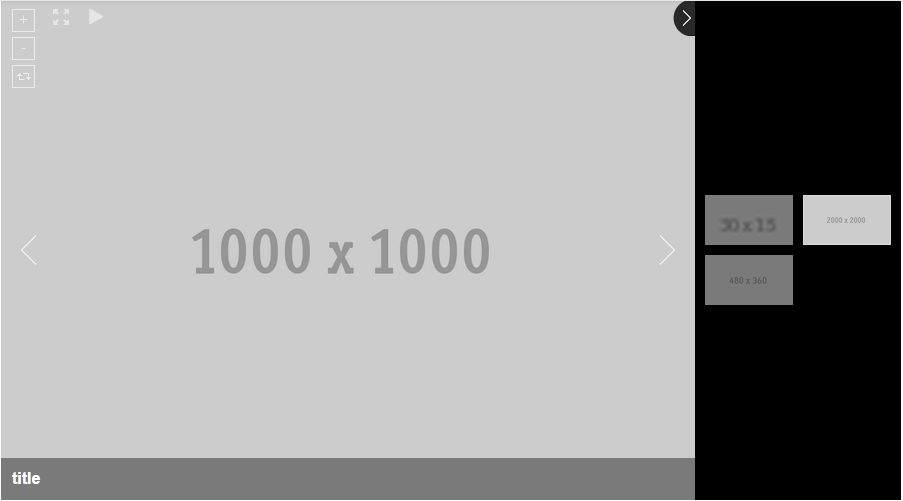 +
-
1000 x 1000
30 x 15
2000 x 2000
480 x 360
title